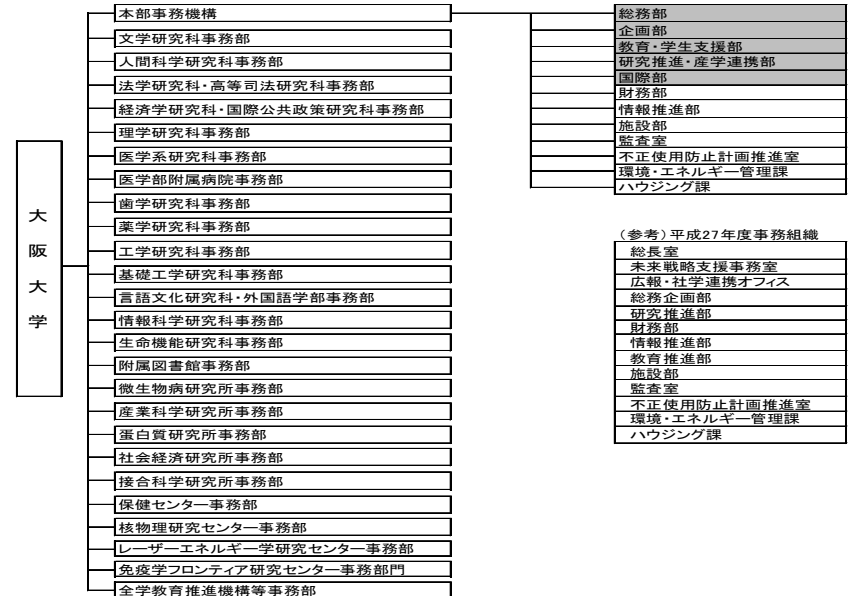 大阪大学
本部事務機構
文学研究科事務部
人間科学研究科事務部
法学研究科・高等司法研究科事務部
経済学研究科・国際公共政策研究科事務部
理学研究科事務部
医学系研究科事務部
医学部附属病院事務部
歯学研究科事務部
薬学研究科事務部
工学研究科事務部
基礎工学研究科事務部
言語文化研究科・外国語学部事務部
情報科学研究科事務部
生命機能研究科事務部
附属図書館事務部
微生物病研究所事務部
産業科学研究所事務部
蛋白質研究所事務部
社会経済研究所事務部
接合科学研究所事務部
保健センター事務部
核物理研究センター事務部
レーザーエネルギー学研究センター事務部
免疫学フロンティア研究センター事務部門
全学教育推進機構等事務部
総務部
企画部
教育・学生支援部
研究推進・産学連携部
国際部
財務部
情報推進部
施設部
監査室
不正使用防止計画推進室
環境・エネルギー管理課
ハウジング課
（参考）平成27年度事務組織
総長室
未来戦略支援事務室
広報・社学連携オフィス
総務企画部
研究推進部
財務部
情報推進部
教育推進部
施設部
監査室
不正使用防止計画推進室
環境・エネルギー管理課
ハウジング課